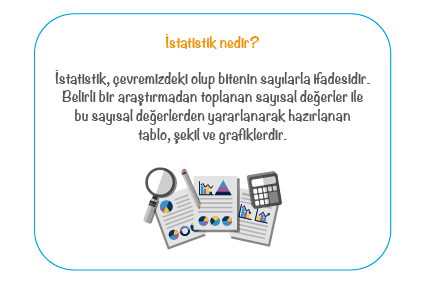 İstatistik nedir?
İstatistik, çevremizdeki olup bitenin sayılarla ifadesidir.
Belirli bir araştırmadan toplanan sayısal değerler ile
bu sayısal değerlerden yararlanarak hazırlanan
tablo, şekil ve grafiklerdir.